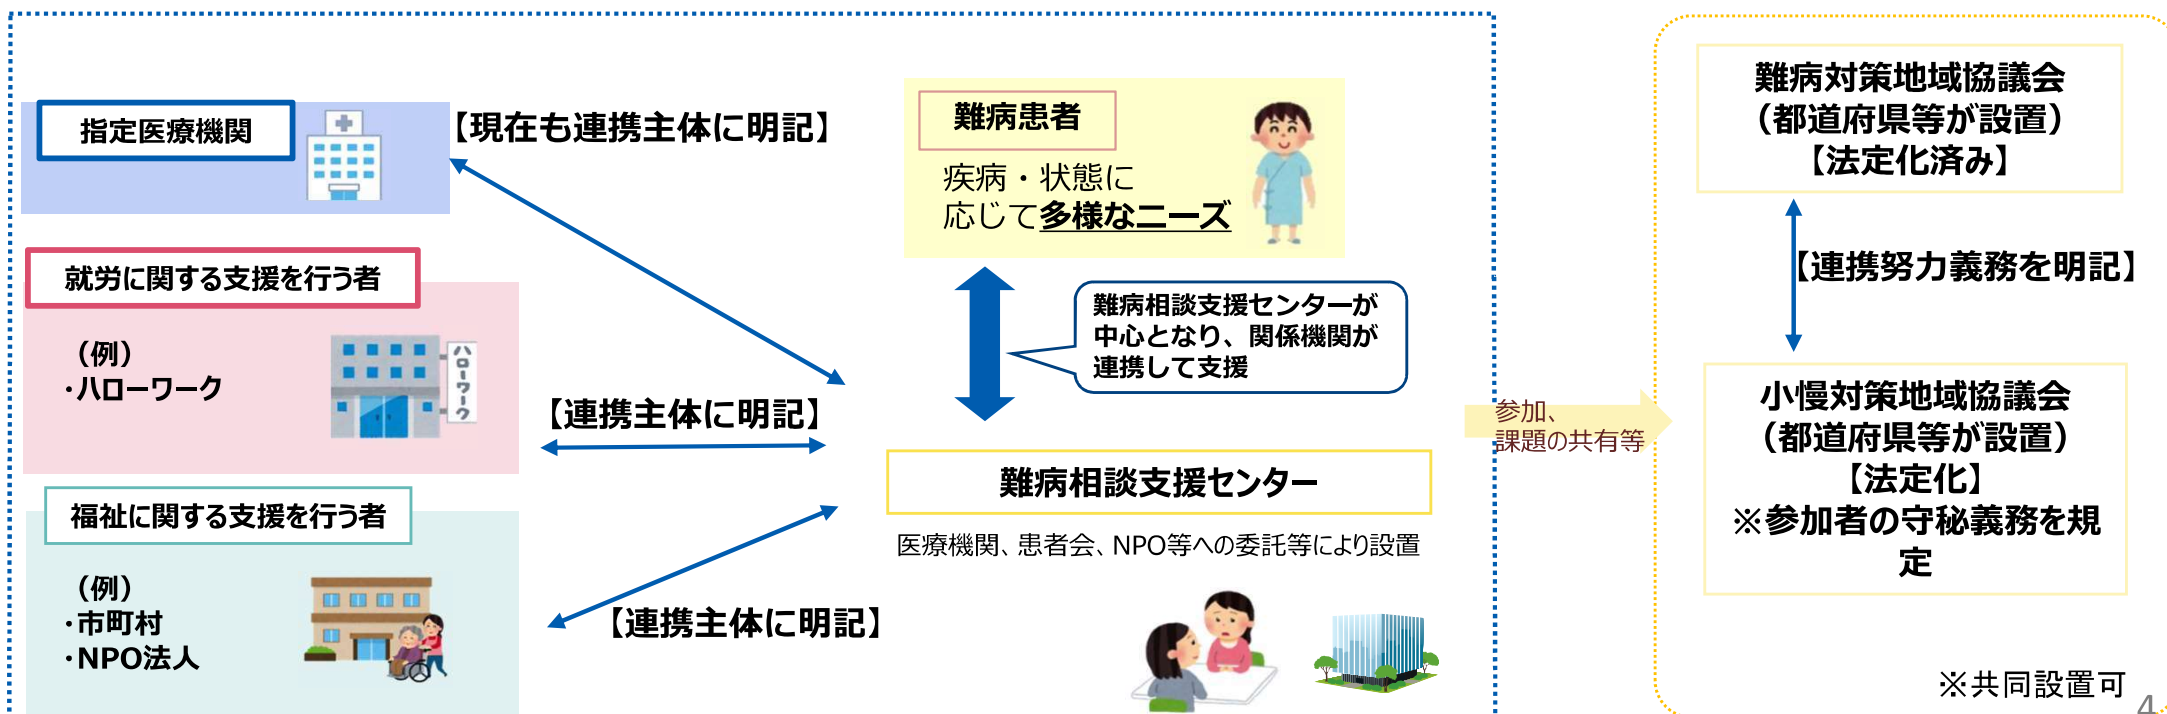 指定医療機関
【現在も連携主体に明記】
就労に関する支援を行う者
（例）
・ハローワーク
ハローワーク
【連携主体に明記】
福祉に関する支援を行う者
（例）
・市町村
・NPO法人
【連携主体に明記】
難病患者
疾病・状態に
応じて多様なニーズ
難病相談支援センターが
中心となり、関係機関が
連携して支援
難病相談支援センター
医療機関、患者会、NPO等への委託等により設置
参加、
課題の共有等
難病対策地域協議会
（都道府県等が設置）
【法定化済み】
【連携努力義務を明記】
小慢対策地域協議会
（都道府県等が設置）
【法定化】
※参加者の守秘義務を規
定
※共同設置可
4